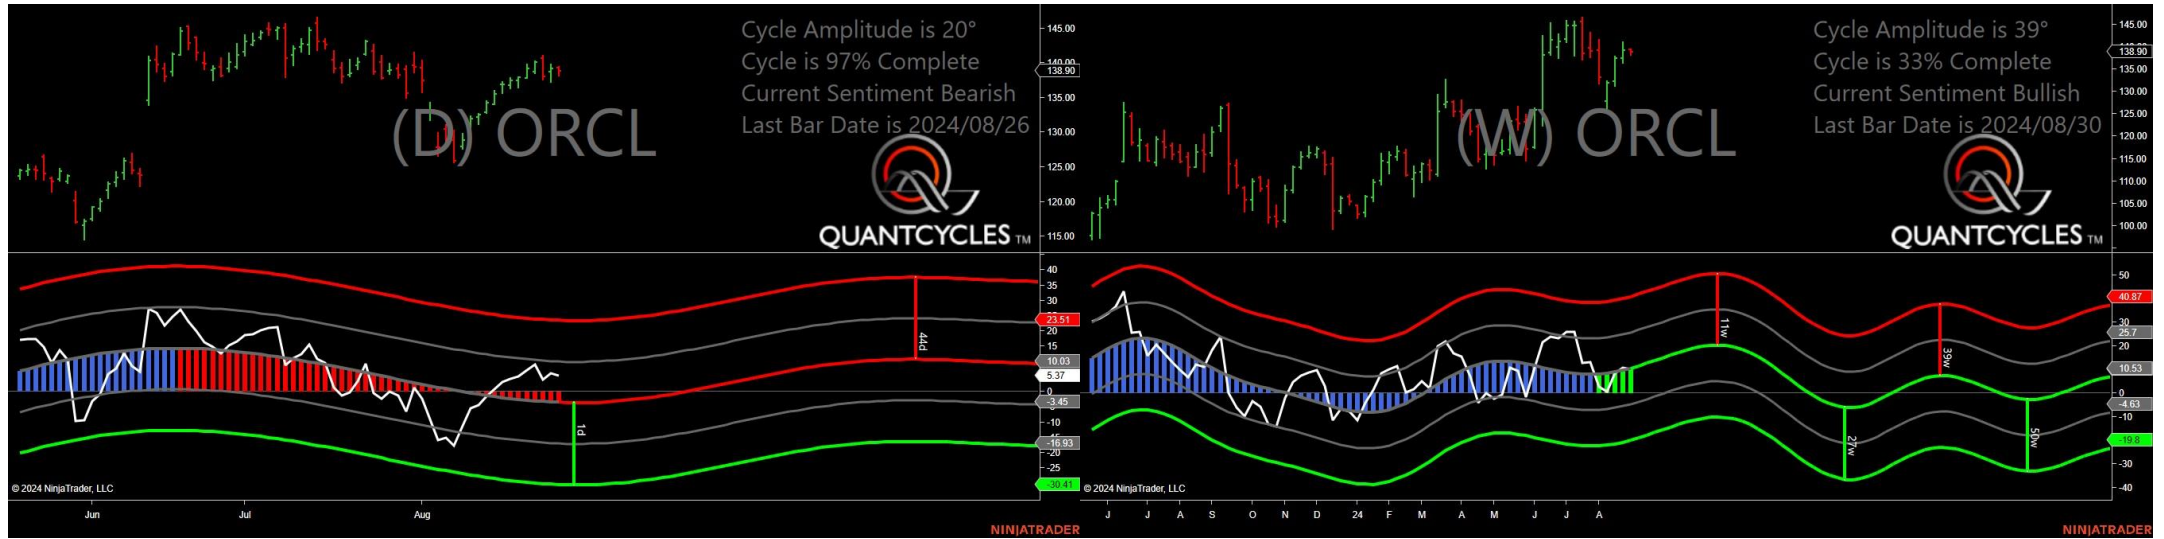 Cycle Amplitude is 20°
Cycle is 97% Complete
Current Sentiment Bearish
Last Bar Date is 2024/08/26
(D) ORCL
QUANTCYCLES TM
145.00
140.00
138.90
135.00
130.00
125.00
120.00
115.00
40
35
30
23.51
20
15
10.03
5.37
0
-3.45
-10
-16.93
-20
-25
-30.41
44d
1d
© 2024 NinjaTrader, LLC
Jun Jul Aug
NINJATRADER
Cycle Amplitude is 39°
Cycle is 33% Complete
Current Sentiment Bullish
Last Bar Date is 2024/08/30
(W) ORCL
QUANTCYCLES TM
145.00
138.90
135.00
130.00
125.00
120.00
115.00
110.00
105.00
100.00
50
40.87
30
25.7
20
10.53
0
-4.63
-10
-19.8
-30
-40
11w
27w
39w
50w
© 2024 NinjaTrader, LLC
J J A S O N D 24 F M A M J J A
NINJATRADER